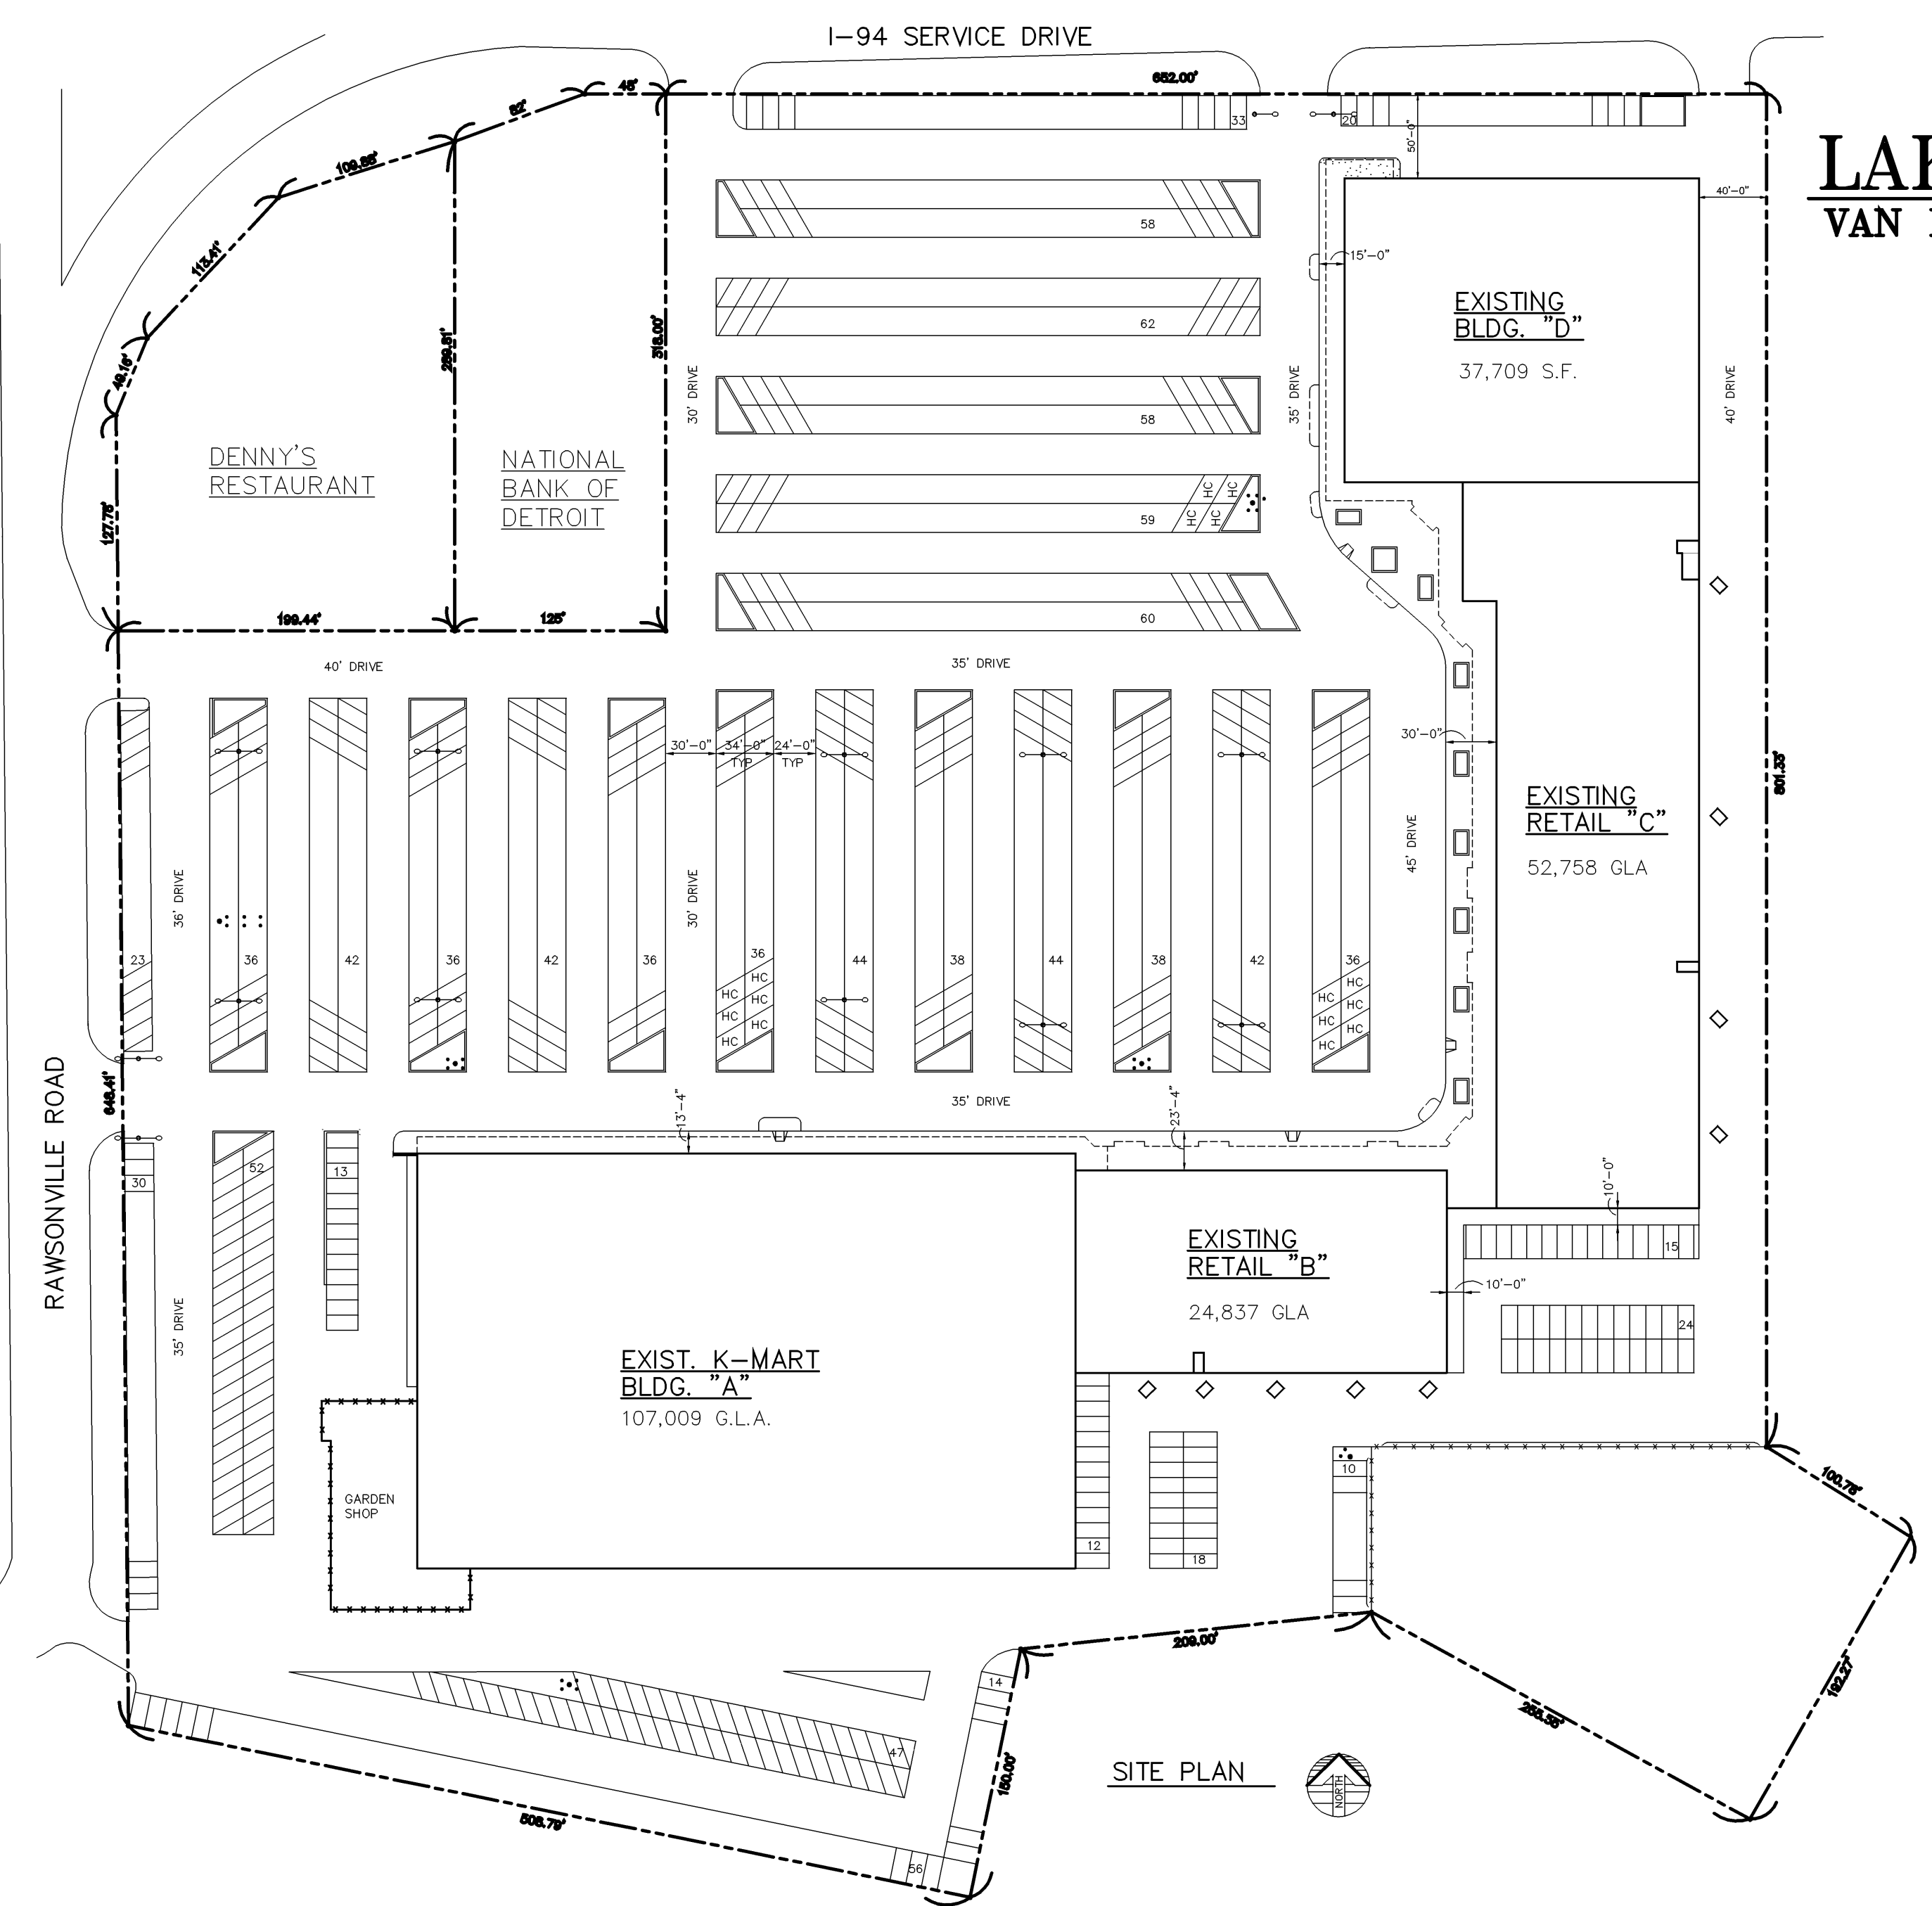 I-94 SERVICE DRIVE
652.00'
48'
82'
109.88'
113.41'
49.16'
127.78'
289.81'
318.00'
33
20
50'-0"
40'-0"
LAK
VAN
58
15'-0"
EXISTING
BLDG. "D"
37,709 S.F.
62
30' DRIVE
35' DRIVE
40' DRIVE
58
DENNY'S
RESTAURANT
NATIONAL
BANK OF
DETROIT
HC HC
HC HC
59
60
199.44'
125'
40' DRIVE
35' DRIVE
30'-0"
34'-0"
TYP
24'-0"
TYP
30'-0"
801.33'
EXISTING
RETAIL "C"
52,758 GLA
36' DRIVE
30' DRIVE
45' DRIVE
23
36
42
36
42
36
36
44
38
44
38
42
36
HC
HC HC
HC HC
HC
HC
HC HC
HC HC
HC
648.41'
RAWSONVILLE ROAD
35' DRIVE
13'-4"
23'-4"
30
52
13
10'-0"
15
EXISTING
RETAIL "B"
24,837 GLA
10'-0"
24
35' DRIVE
EXIST. K-MART
BLDG. "A"
107,009 G.L.A.
GARDEN
SHOP
12
18
10
100.78'
192.27'
255.55'
209.00'
14
47
150.00'
SITE PLAN
NORTH
508.79'
56